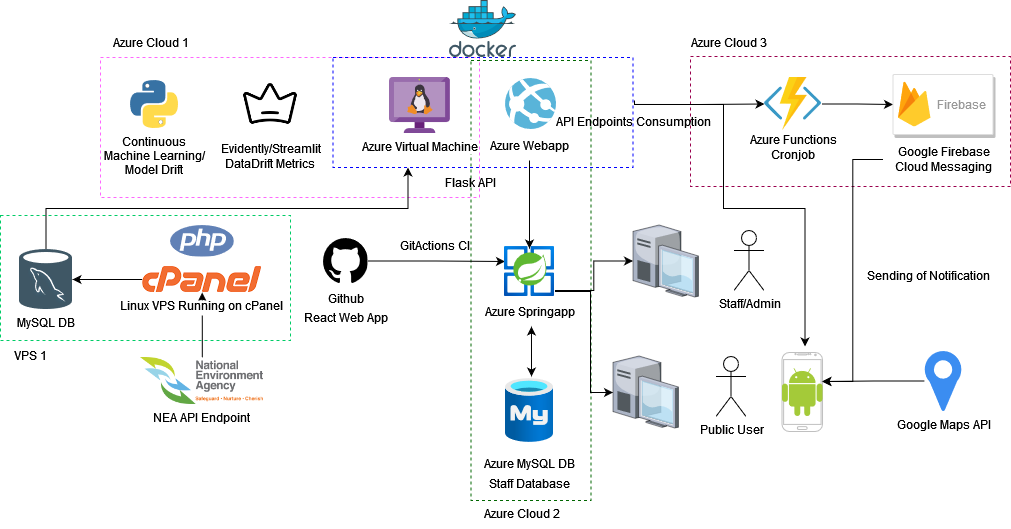 docker
Azure Cloud 1
Azure Cloud 3
Continuous
Machine Learning/
Model Drift
Evidently/Streamlit
DataDrift Metrics
Azure Virtual Machine
Azure Webapp
API Endpoints Consumption
Flask API
Azure Functions
Cronjob
Firebase
Google Firebase
Cloud Messaging
php
cPanel
Linux VPS Running on cPanel
MySQL DB
VPS 1
National
Environment
Agency
Safeguard • Nurture • Cherish
NEA API Endpoint
Github
React Web App
GitActions CI
Azure Springapp
My
Azure MySQL DB
Staff Database
Azure Cloud 2
Staff/Admin
Public User
Sending of Notification
Google Maps API